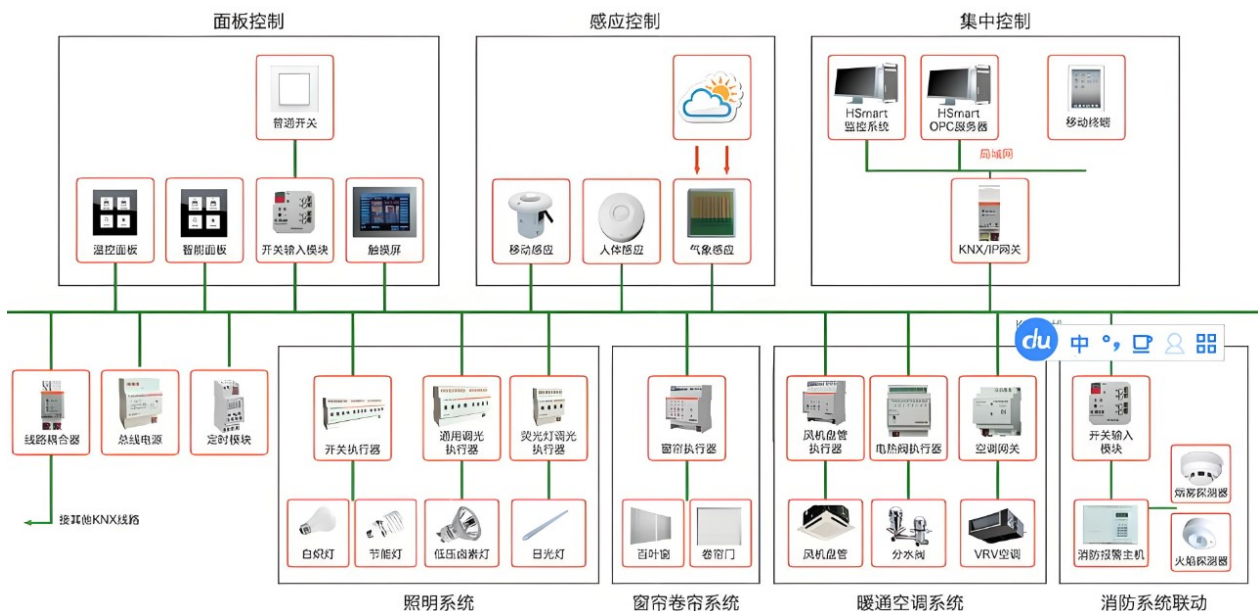 面板控制
感应控制
集中控制
普通开关
HSmart
监控系统
HSmart
OPC服务器
移动终端
局域网
温控面板
智能面板
开关输入模块
触摸屏
移动感应
人体感应
气象感应
KNX/IP网关
du
中
线路耦合器
总线电源
定时模块
开关执行器
通用调光
执行器
荧光灯调光
执行器
窗帘执行器
风机盘管
执行器
电热阀执行器
空调网关
开关输入
模块
烟雾探测器
接其他KNX线路
白炽灯
节能灯
低压卤素灯
日光灯
百叶窗
卷帘门
风机盘管
分水阀
VRV空调
消防报警主机
火焰探测器
照明系统
窗帘卷帘系统
暖通空调系统
消防系统联动